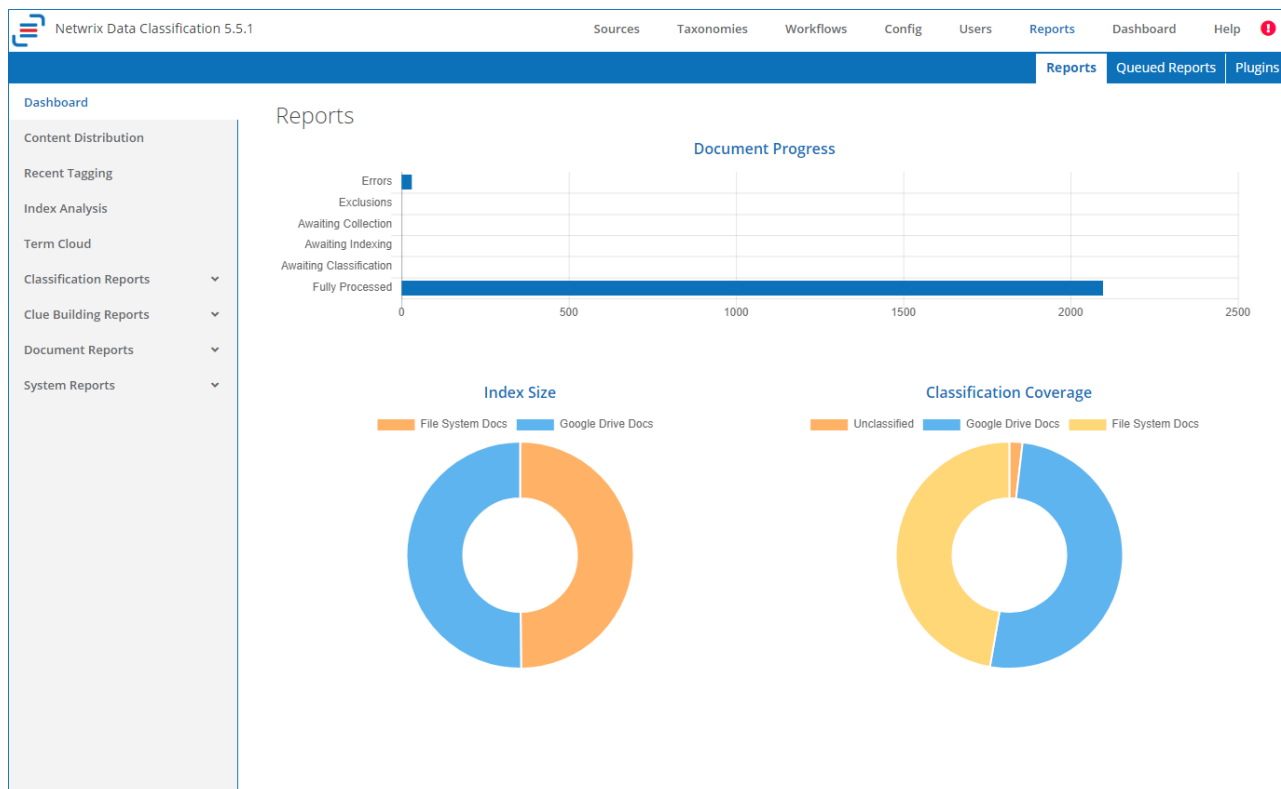 Netwrix Data Classification 5.5.1
Sources Taxonomies Workflows Config Users Reports Dashboard Help
Reports Queued Reports Plugins
Dashboard
Content Distribution
Recent Tagging
Index Analysis
Term Cloud
Classification Reports
Clue Building Reports
Document Reports
System Reports
Reports
Document Progress
Errors
Exclusions
Awaiting Collection
Awaiting Indexing
Awaiting Classification
Fully Processed
0 500 1000 1500 2000 2500
Index Size
File System Docs Google Drive Docs
Classification Coverage
Unclassified Google Drive Docs File System Docs